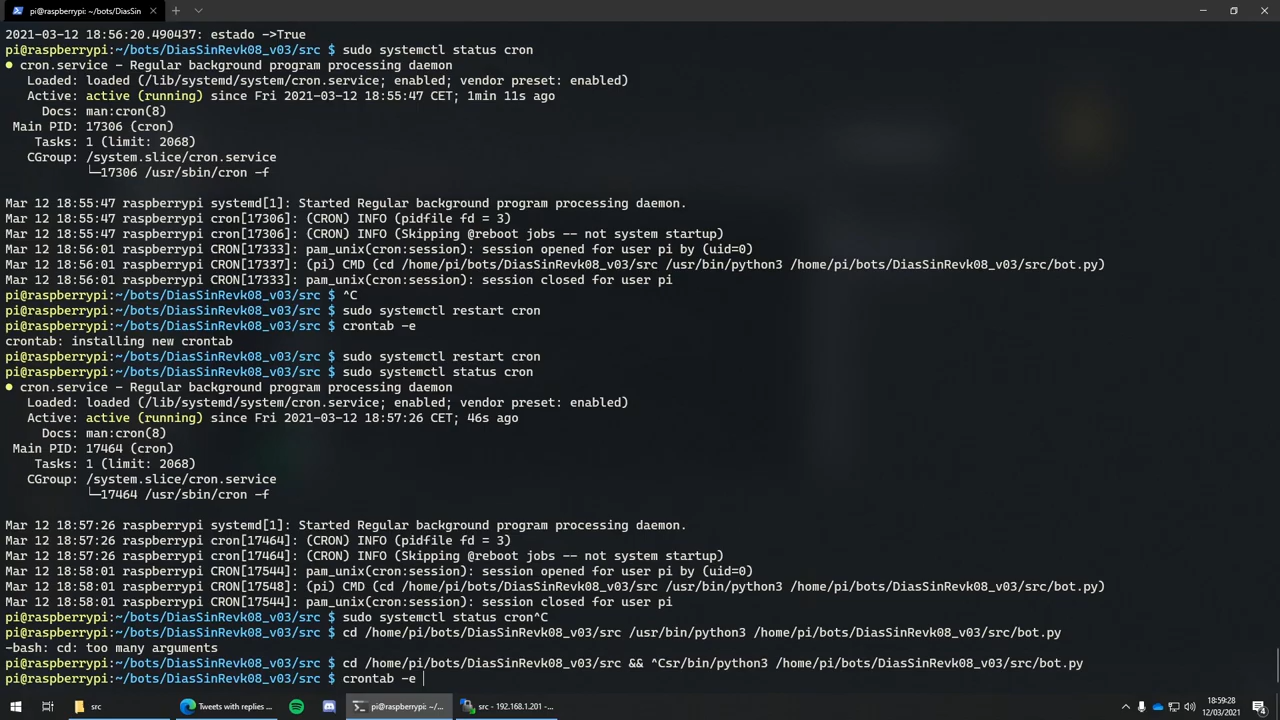 pi@raspberrypi: ~/bots/DiasSin
2021-03-12 18:56:20.490437: estado ->True
pi@raspberrypi:~/bots/DiasSinRevk08_v03/src $ sudo systemctl status cron
● cron.service - Regular background program processing daemon
Loaded: loaded (/lib/systemd/system/cron.service; enabled; vendor preset: enabled)
Active: active (running) since Fri 2021-03-12 18:55:47 CET; 1min 11s ago
Docs: man:cron(8)
Main PID: 17306 (cron)
Tasks: 1 (limit: 2068)
CGroup: /system.slice/cron.service
└─17306 /usr/sbin/cron -f
Mar 12 18:55:47 raspberrypi systemd[1]: Started Regular background program processing daemon.
Mar 12 18:55:47 raspberrypi cron[17306]: (CRON) INFO (pidfile fd = 3)
Mar 12 18:55:47 raspberrypi cron[17306]: (CRON) INFO (Skipping @reboot jobs -- not system startup)
Mar 12 18:56:01 raspberrypi CRON[17333]: pam_unix(cron:session): session opened for user pi by (uid=0)
Mar 12 18:56:01 raspberrypi CRON[17337]: (pi) CMD (cd /home/pi/bots/DiasSinRevk08_v03/src /usr/bin/python3 /home/pi/bots/DiasSinRevk08_v03/src/bot.py)
Mar 12 18:56:01 raspberrypi CRON[17333]: pam_unix(cron:session): session closed for user pi
pi@raspberrypi:~/bots/DiasSinRevk08_v03/src $ ^C
pi@raspberrypi:~/bots/DiasSinRevk08_v03/src $ sudo systemctl restart cron
pi@raspberrypi:~/bots/DiasSinRevk08_v03/src $ crontab -e
crontab: installing new crontab
pi@raspberrypi:~/bots/DiasSinRevk08_v03/src $ sudo systemctl restart cron
pi@raspberrypi:~/bots/DiasSinRevk08_v03/src $ sudo systemctl status cron
● cron.service - Regular background program processing daemon
Loaded: loaded (/lib/systemd/system/cron.service; enabled; vendor preset: enabled)
Active: active (running) since Fri 2021-03-12 18:57:26 CET; 46s ago
Docs: man:cron(8)
Main PID: 17464 (cron)
Tasks: 1 (limit: 2068)
CGroup: /system.slice/cron.service
└─17464 /usr/sbin/cron -f
Mar 12 18:57:26 raspberrypi systemd[1]: Started Regular background program processing daemon.
Mar 12 18:57:26 raspberrypi cron[17464]: (CRON) INFO (pidfile fd = 3)
Mar 12 18:57:26 raspberrypi cron[17464]: (CRON) INFO (Skipping @reboot jobs -- not system startup)
Mar 12 18:58:01 raspberrypi CRON[17544]: pam_unix(cron:session): session opened for user pi by (uid=0)
Mar 12 18:58:01 raspberrypi CRON[17548]: (pi) CMD (cd /home/pi/bots/DiasSinRevk08_v03/src /usr/bin/python3 /home/pi/bots/DiasSinRevk08_v03/src/bot.py)
Mar 12 18:58:01 raspberrypi CRON[17544]: pam_unix(cron:session): session closed for user pi
pi@raspberrypi:~/bots/DiasSinRevk08_v03/src $ sudo systemctl status cron^C
pi@raspberrypi:~/bots/DiasSinRevk08_v03/src $ cd /home/pi/bots/DiasSinRevk08_v03/src /usr/bin/python3 /home/pi/bots/DiasSinRevk08_v03/src/bot.py
-bash: cd: too many arguments
pi@raspberrypi:~/bots/DiasSinRevk08_v03/src $ cd /home/pi/bots/DiasSinRevk08_v03/src && ^Csr/bin/python3 /home/pi/bots/DiasSinRevk08_v03/src/bot.py
pi@raspberrypi:~/bots/DiasSinRevk08_v03/src $ crontab -e
src
Tweets with replies ...
pi@raspberrypi: ~/...
src - 192.168.1.201 -...
18:59:28
12/03/2021
4